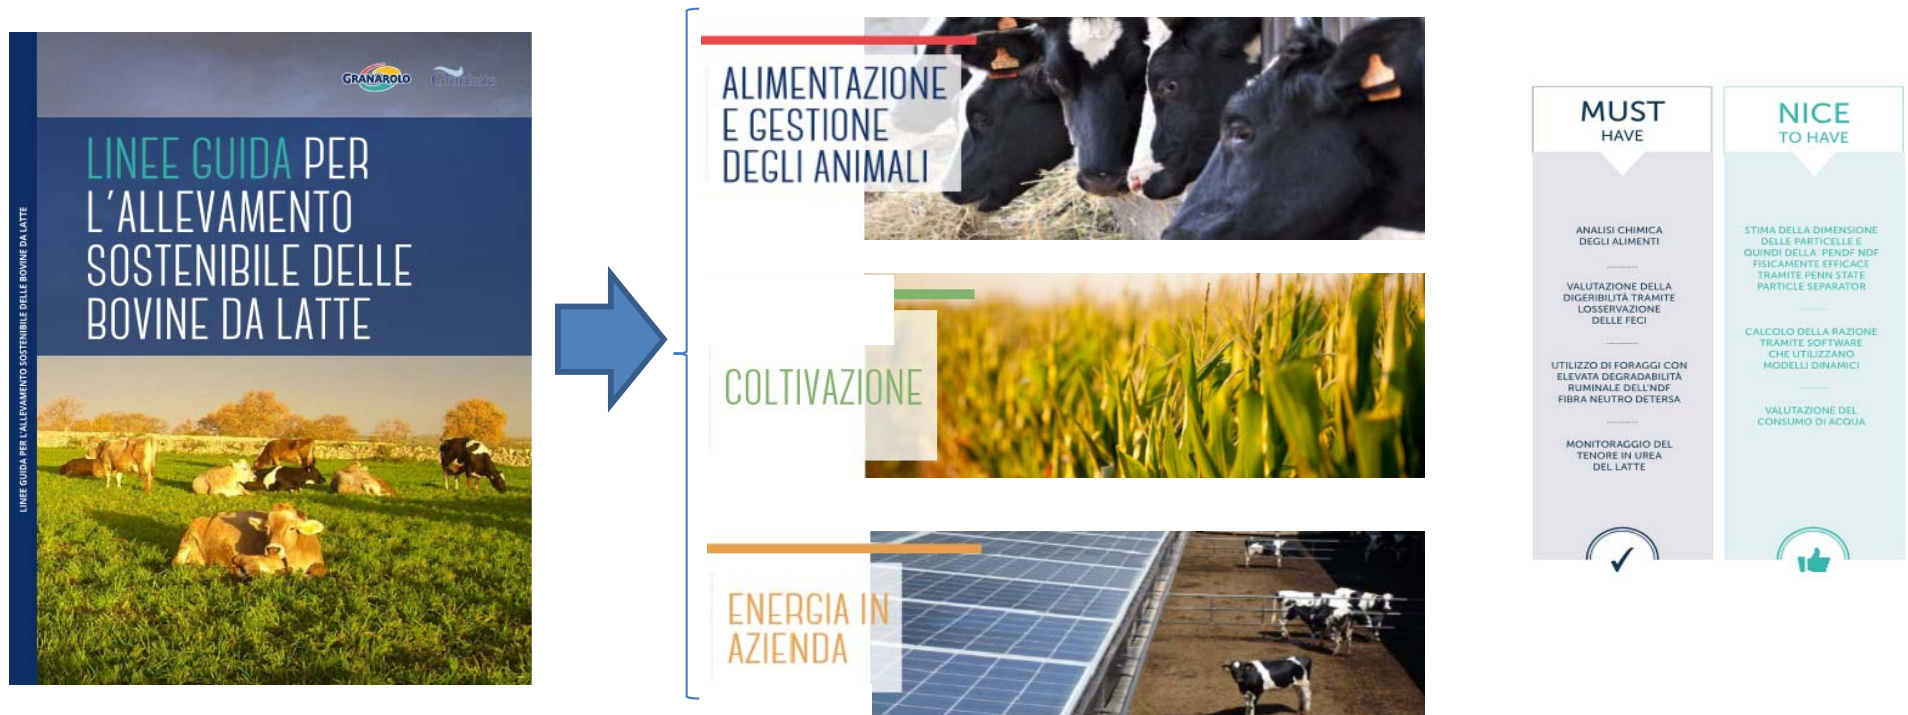 GRANAROLO
Granlatte
LINEE GUIDA PER
L'ALLEVAMENTO
SOSTENIBILE DELLE
BOVINE DA LATTE
LINEE GUIDA PER L'ALLEVAMENTO SOSTENIBILE DELLE BOVINE DA LATTE
ALIMENTAZIONE
E GESTIONE
DEGLI ANIMALI
COLTIVAZIONE
ENERGIA IN
AZIENDA
MUST
HAVE
ANALISI CHIMICA
DEGLI ALIMENTI
VALUTAZIONE DELLA
DIGERIBILITÀ TRAMITE
LOSSERVAZIONE
DELLE FECI
UTILIZZO DI FORAGGI CON
ELEVATA DEGRADABILITÀ
RUMINALE DELL'NDF
FIBRA NEUTRO DETERSA
MONITORAGGIO DEL
TENORE IN UREA
DEL LATTE
NICE
TO HAVE
STIMA DELLA DIMENSIONE
DELLE PARTICELLE E
QUINDI DELLA PENDF NDF
FISICAMENTE EFFICACE
TRAMITE PENN STATE
PARTICLE SEPARATOR
CALCOLO DELLA RAZIONE
TRAMITE SOFTWARE
CHE UTILIZZANO
MODELLI DINAMICI
VALUTAZIONE DEL
CONSUMO DI ACQUA